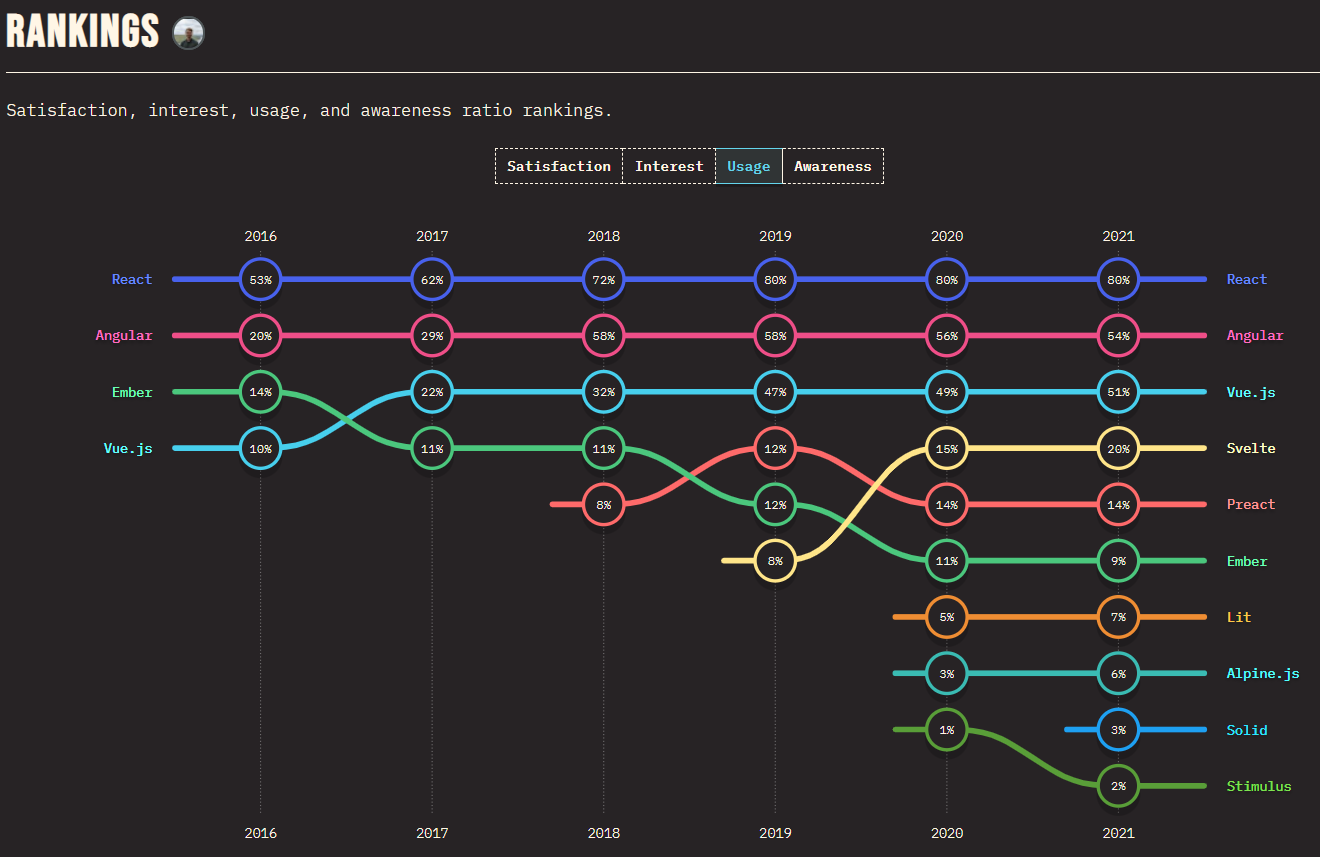 RANKINGS
Satisfaction, interest, usage, and awareness ratio rankings.
Satisfaction Interest Usage Awareness
2016 2017 2018 2019 2020 2021
React 53% 62% 72% 80% 80% 80% React
Angular 20% 29% 58% 58% 56% 54% Angular
Ember 14% 22% 32% 47% 49% 51% Vue.js
Vue.js 10% 11% 11% 12% 15% 20% Svelte
8% 12% 14% 14% Preact
8% 11% 9% Ember
5% 7% Lit
3% 6% Alpine.js
1% 3% Solid
2% Stimulus
2016 2017 2018 2019 2020 2021